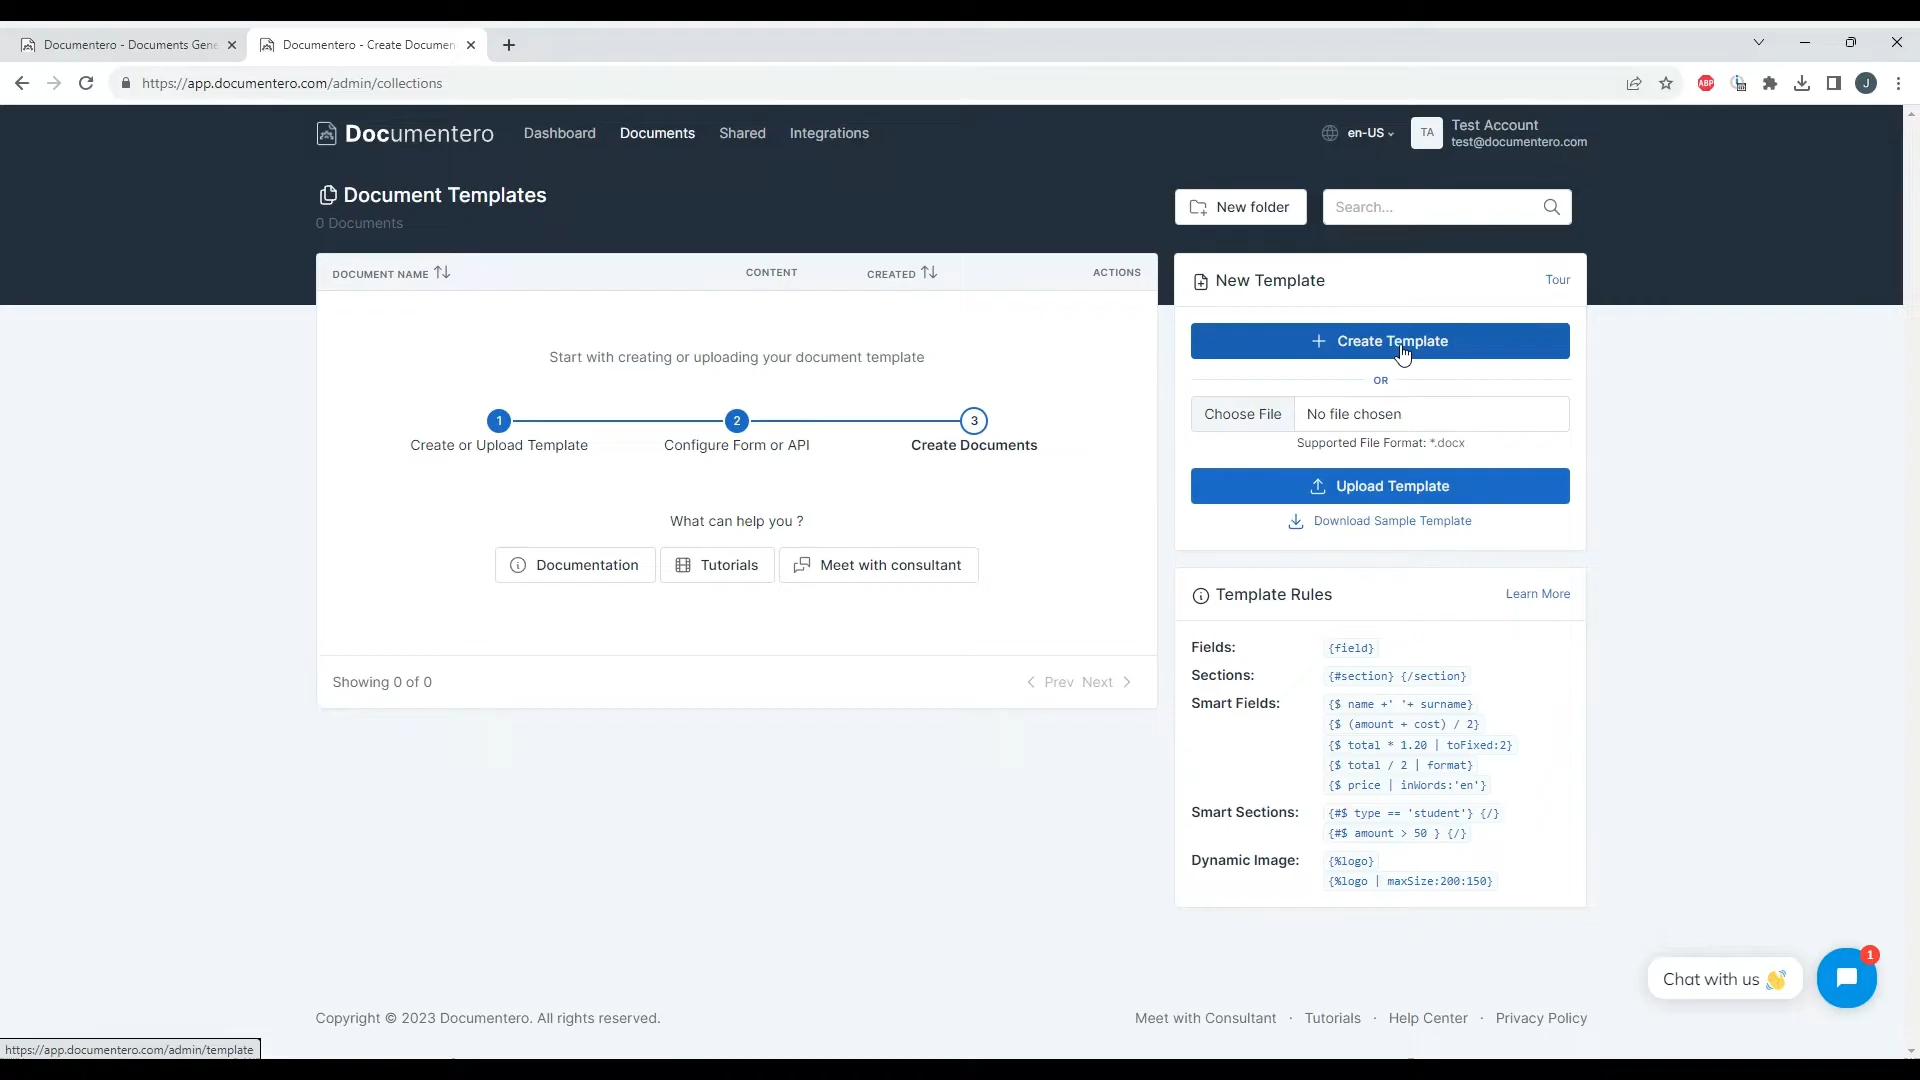 Documentero - Documents Gene
Documentero - Create Documen
https://app.documentero.com/admin/collections
ABP
J
Documentero
Dashboard
Documents
Shared
Integrations
en-US
TA
Test Account
test@documentero.com
Document Templates
0 Documents
New folder
Search...
DOCUMENT NAME
CONTENT
CREATED
ACTIONS
Start with creating or uploading your document template
1
2
3
Create or Upload Template
Configure Form or API
Create Documents
What can help you ?
Documentation
Tutorials
Meet with consultant
Showing 0 of 0
Prev Next
New Template
Tour
Create Template
OR
Choose File
No file chosen
Supported File Format: *.docx
Upload Template
Download Sample Template
Template Rules
Learn More
Fields: {field}
Sections: {#section} {/section}
Smart Fields: {$ name +' '+ surname}
{$ (amount + cost) / 2}
{$ total * 1.20 | toFixed:2}
{$ total / 2 | format}
{$ price | inWords:'en'}
Smart Sections: {#$ type == 'student'} {/}
{#$ amount > 50 } {/}
Dynamic Image: {%logo}
{%logo | maxSize:200:150}
Chat with us 👋
1
Copyright © 2023 Documentero. All rights reserved.
Meet with Consultant · Tutorials · Help Center · Privacy Policy
https://app.documentero.com/admin/template